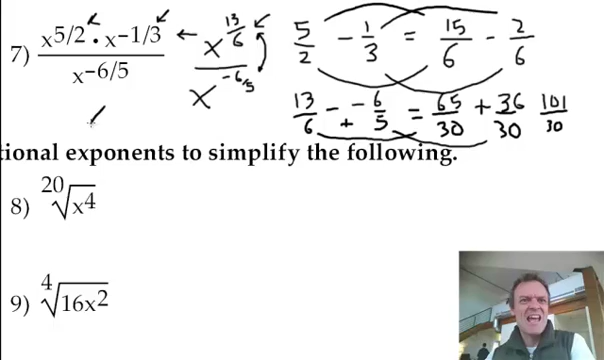 7) x5/2 · x–1/3 / x–6/5 ← x 13/6 / x –6/5
5/2 – 1/3 = 15/6 – 2/6
13/6 – – 6/5 = 65/30 + 36/30 101/30
+
tional exponents to simplify the following.
8) 20√x4
9) 4√16x2